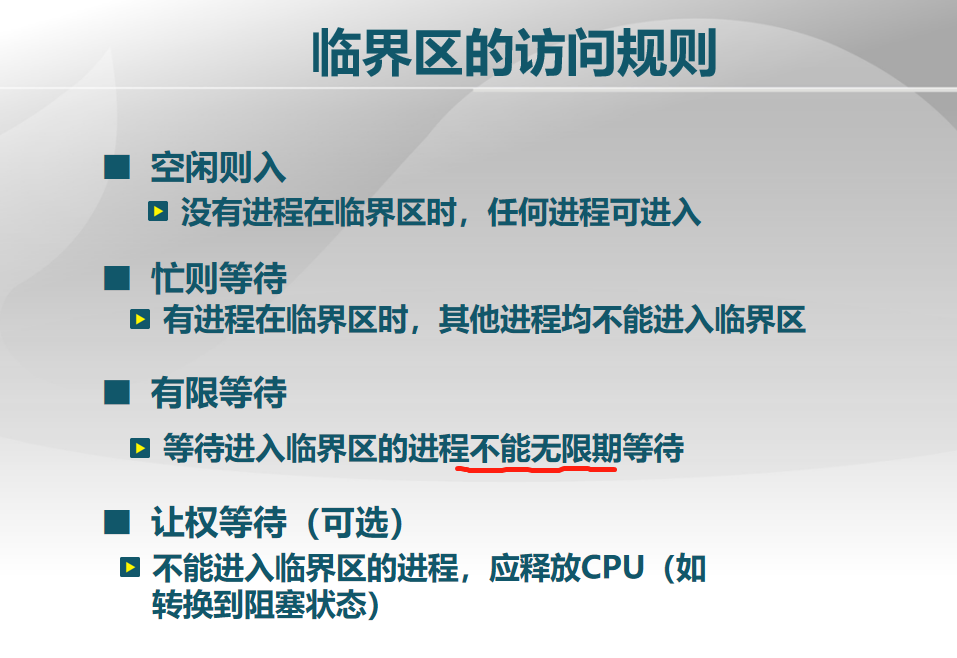 临界区的访问规则
空闲则入
没有进程在临界区时，任何进程可进入
忙则等待
有进程在临界区时，其他进程均不能进入临界区
有限等待
等待进入临界区的进程不能无限期等待
让权等待（可选）
不能进入临界区的进程，应释放CPU（如
转换到阻塞状态）